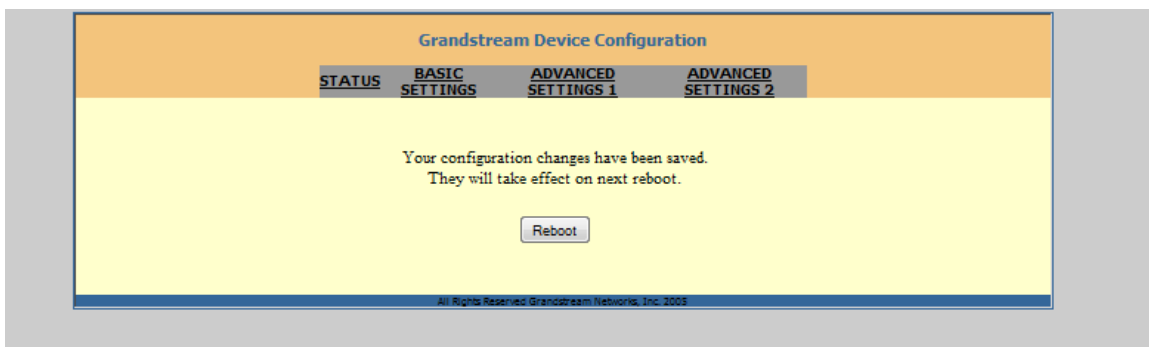 Grandstream Device Configuration
STATUS BASIC SETTINGS ADVANCED SETTINGS 1 ADVANCED SETTINGS 2
Your configuration changes have been saved.
They will take effect on next reboot.
Reboot
All Rights Reserved Grandstream Networks, Inc. 2005